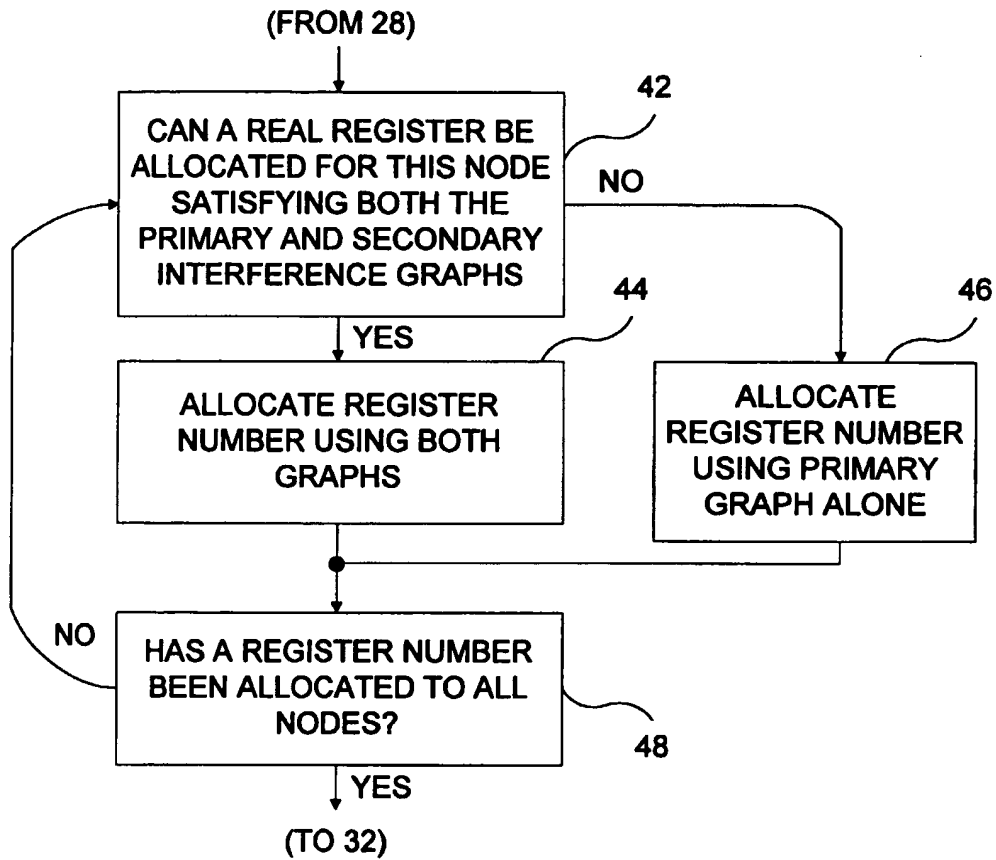 (FROM 28)
42
CAN A REAL REGISTER BE
ALLOCATED FOR THIS NODE
SATISFYING BOTH THE
PRIMARY AND SECONDARY
INTERFERENCE GRAPHS
NO
YES
44
46
ALLOCATE REGISTER
NUMBER USING BOTH
GRAPHS
ALLOCATE
REGISTER NUMBER
USING PRIMARY
GRAPH ALONE
NO
HAS A REGISTER NUMBER
BEEN ALLOCATED TO ALL
NODES?
48
YES
(TO 32)